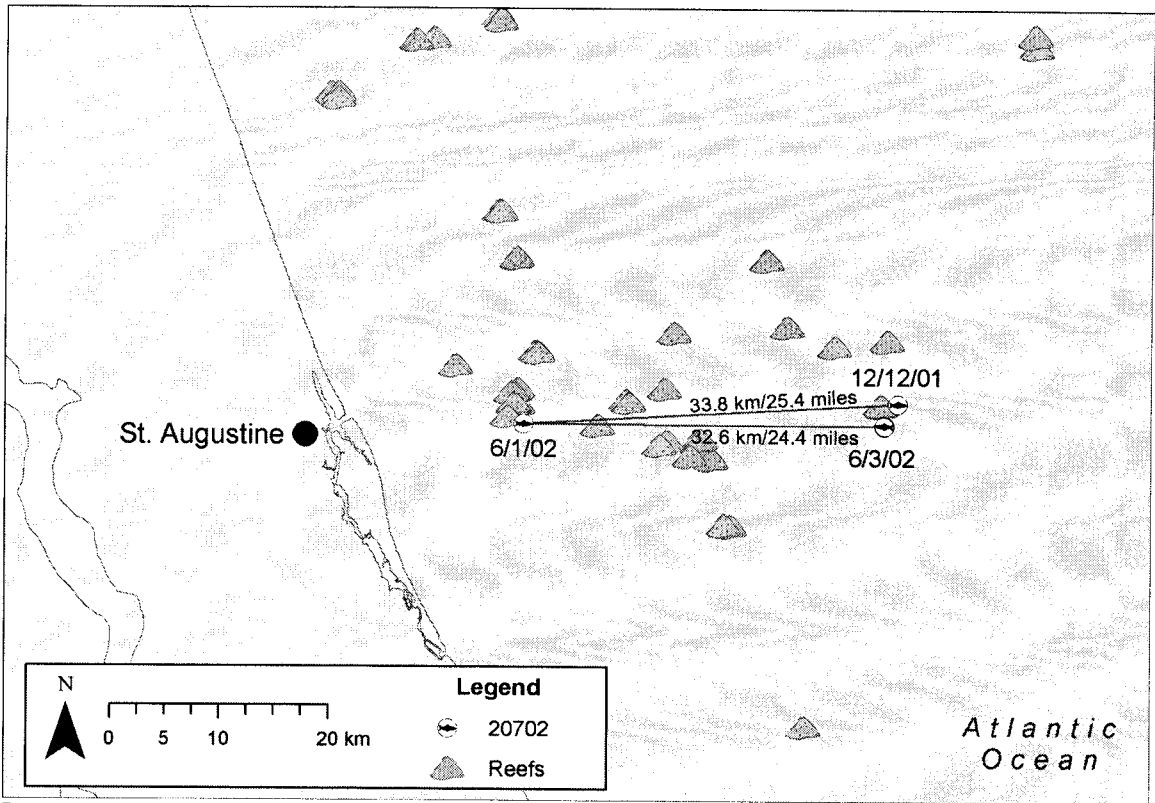 12/12/01
33.8 km/25.4 miles
St. Augustine
6/1/02
32.6 km/24.4 miles
6/3/02
N
0 5 10 20 km
Legend
20702
Reefs
Atlantic
Ocean